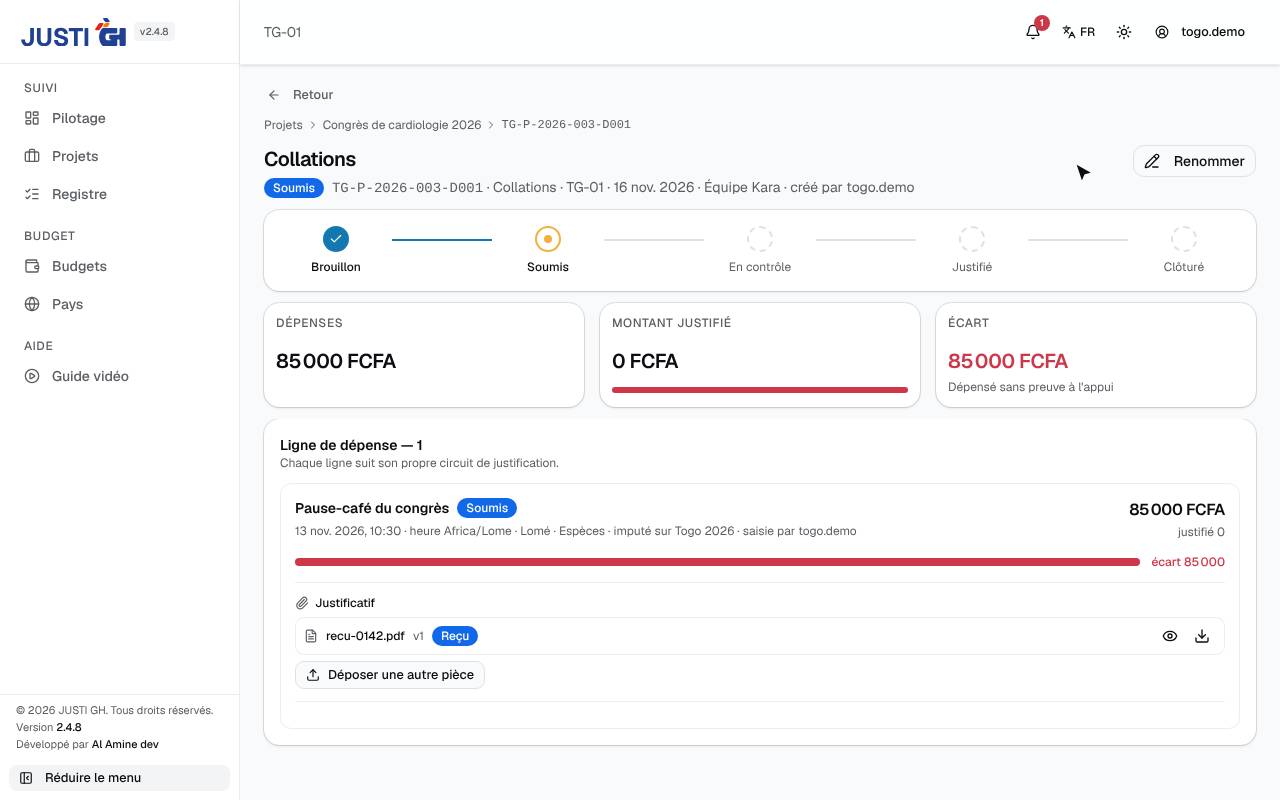 JUSTI GH v2.4.8
TG-01
1
FR
togo.demo
SUIVI
Pilotage
Projets
Registre
BUDGET
Budgets
Pays
AIDE
Guide vidéo
© 2026 JUSTI GH. Tous droits réservés.
Version 2.4.8
Développé par Al Amine dev
Réduire le menu
Retour
Projets > Congrès de cardiologie 2026 > TG-P-2026-003-D001
Collations
Renommer
Soumis TG-P-2026-003-D001 · Collations · TG-01 · 16 nov. 2026 · Équipe Kara · créé par togo.demo
Brouillon
Soumis
En contrôle
Justifié
Clôturé
DÉPENSES
85 000 FCFA
MONTANT JUSTIFIÉ
0 FCFA
ÉCART
85 000 FCFA
Dépensé sans preuve à l'appui
Ligne de dépense — 1
Chaque ligne suit son propre circuit de justification.
Pause-café du congrès Soumis
85 000 FCFA
13 nov. 2026, 10:30 · heure Africa/Lome · Lomé · Espèces · imputé sur Togo 2026 · saisie par togo.demo
justifié 0
écart 85 000
Justificatif
recu-0142.pdf v1 Reçu
Déposer une autre pièce